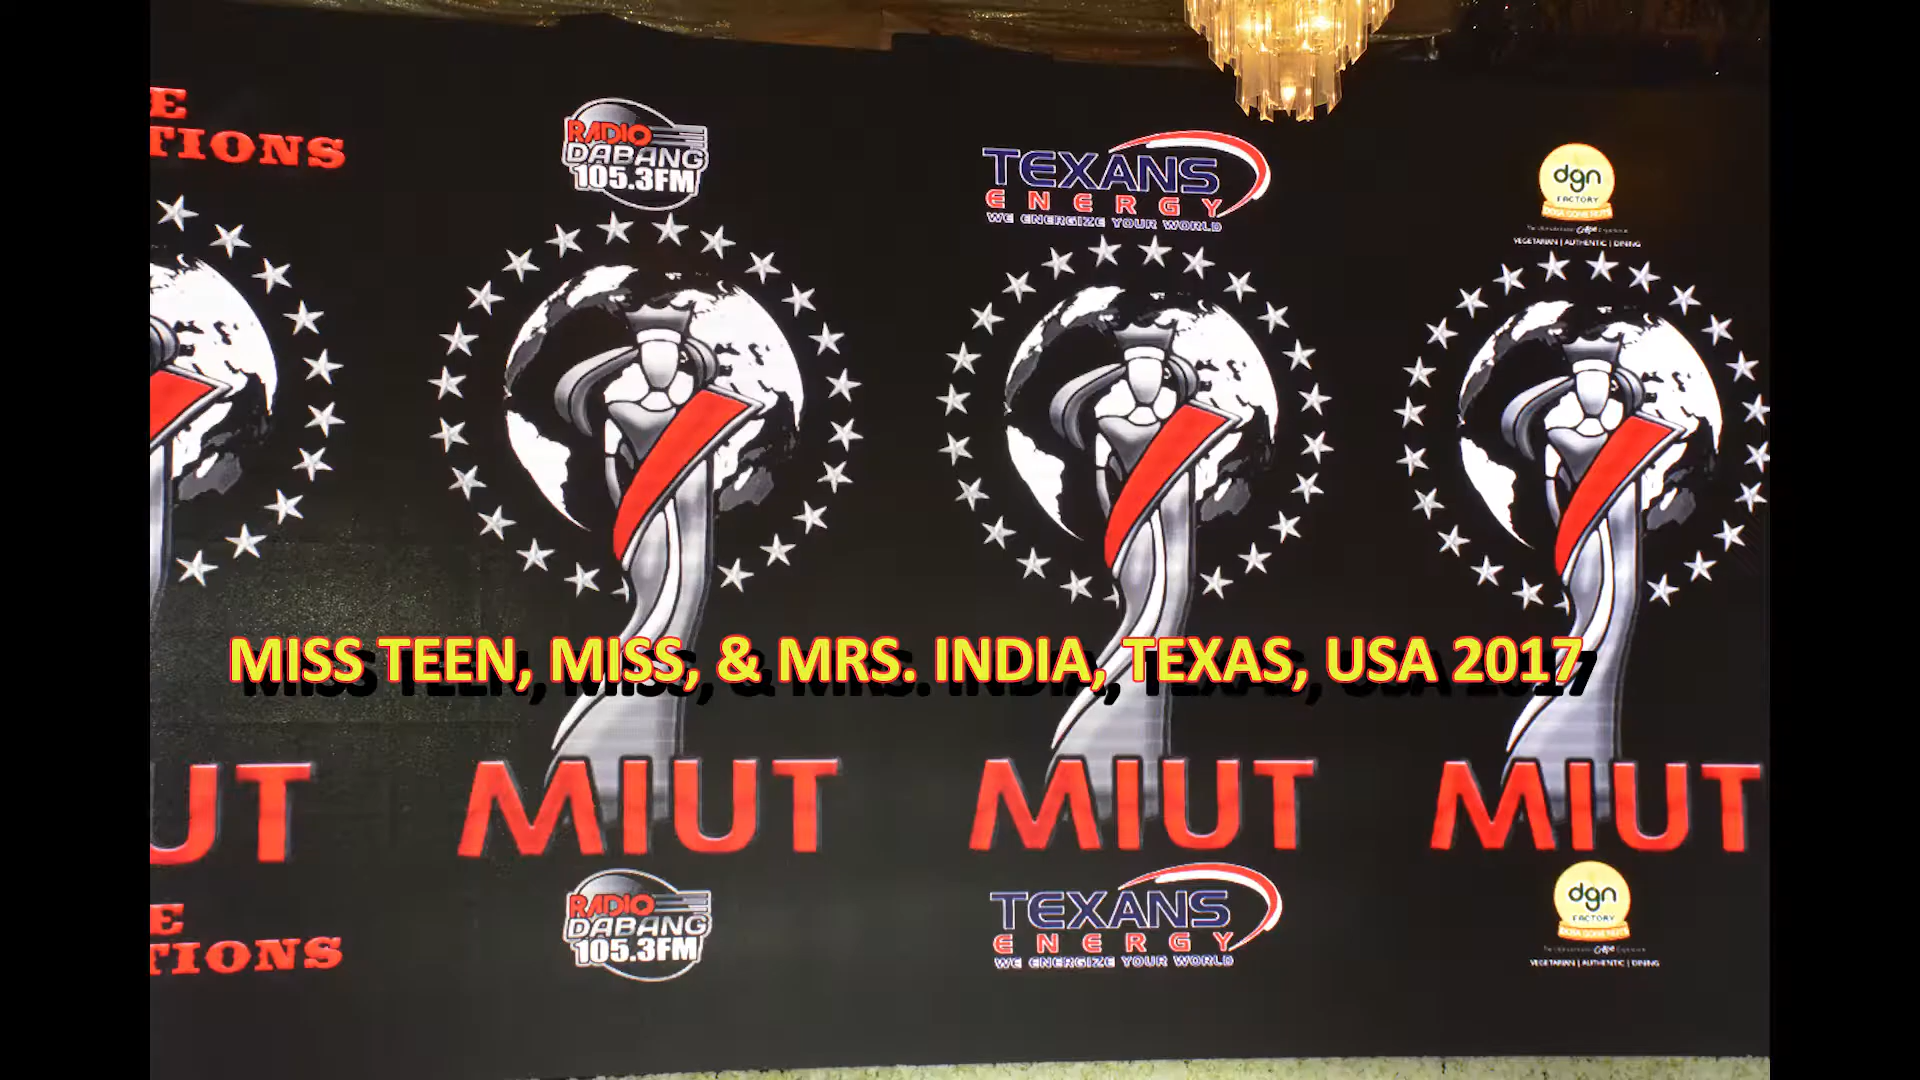 E
TIONS
RADIO
DABANG
105.3FM
TEXANS
ENERGY
WE ENERGIZE YOUR WORLD
dgn
FACTORY
VEGETARIAN | AUTHENTIC | DINING
MISS TEEN, MISS, & MRS. INDIA, TEXAS, USA 2017
UT
MIUT
MIUT
MIUT
E
TIONS
RADIO
DABANG
105.3FM
TEXANS
ENERGY
WE ENERGIZE YOUR WORLD
dgn
FACTORY
VEGETARIAN | AUTHENTIC | DINING